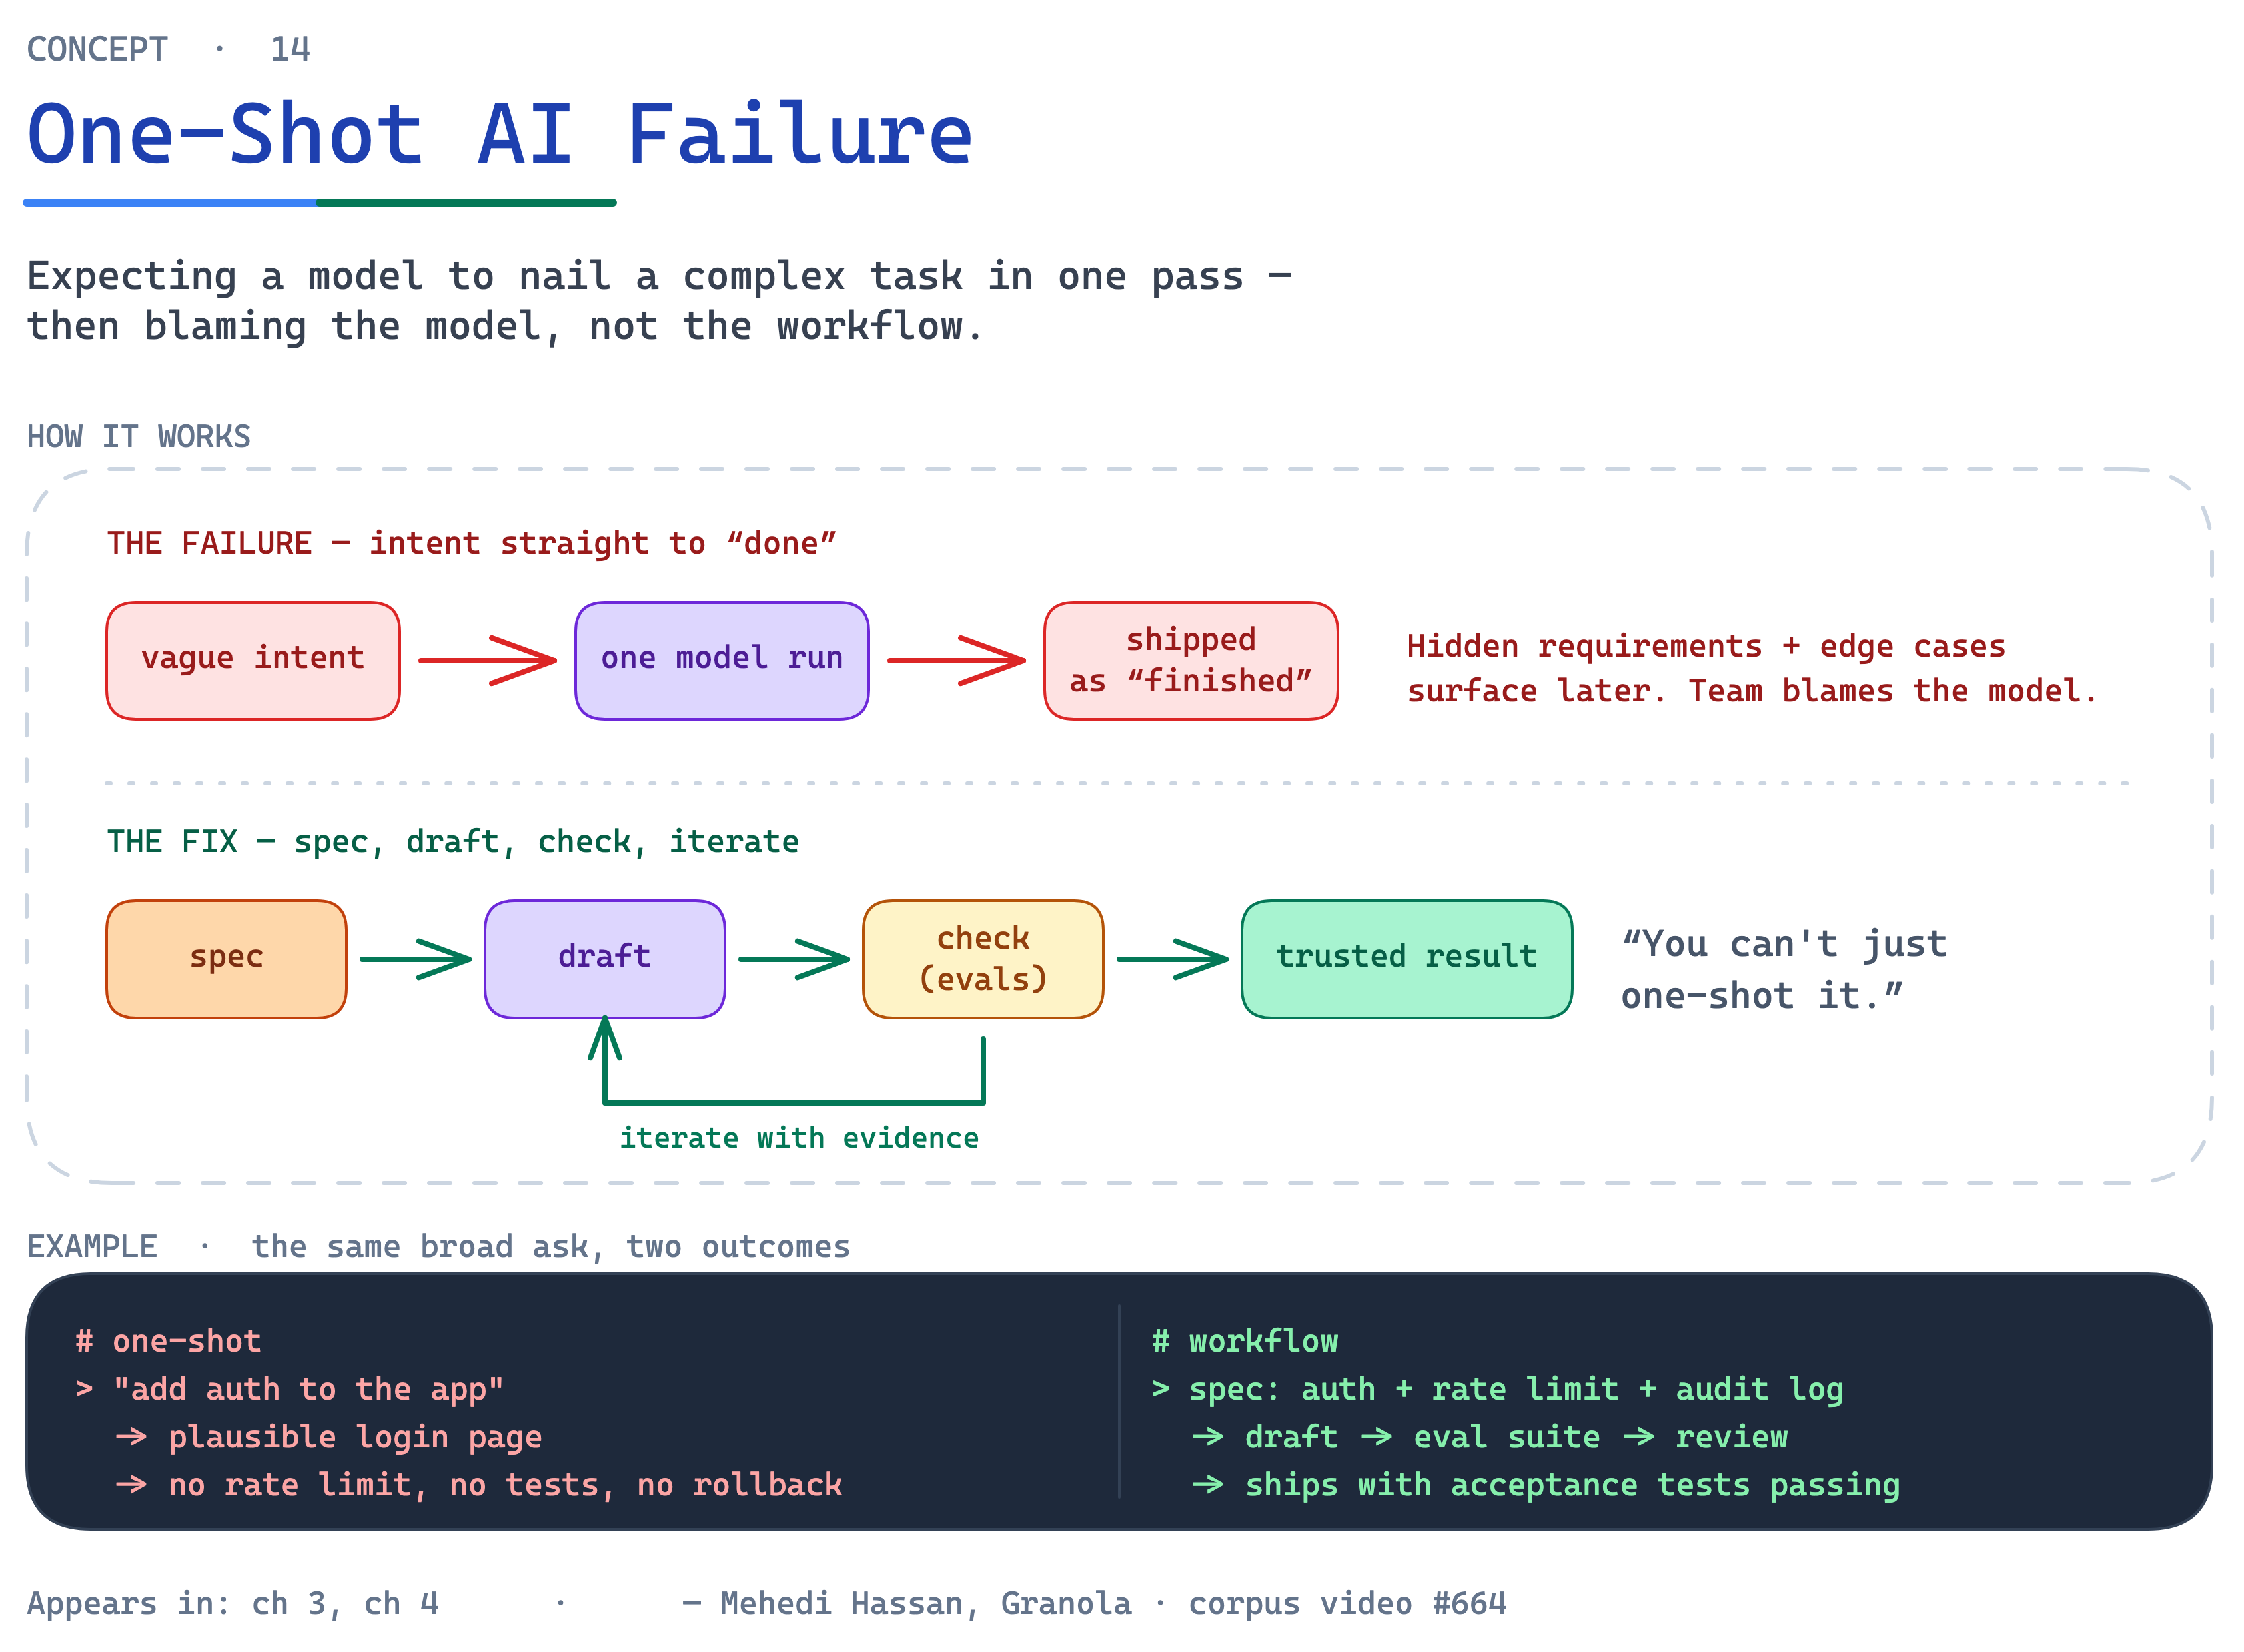 CONCEPT · 14
One—Shot AI Failure
Expecting a model to nail a complex task in one pass —
then blaming the model, not the workflow.
HOW IT WORKS
THE FAILURE — intent straight to “done”
vague intent
one model run
shipped
as “finished”
Hidden requirements + edge cases
surface later. Team blames the model.
THE FIX — spec, draft, check, iterate
spec
draft
check
(evals)
trusted result
“You can't just
one—shot it.”
iterate with evidence
EXAMPLE · the same broad ask, two outcomes
# one—shot
> "add auth to the app"
→ plausible login page
→ no rate limit, no tests, no rollback
# workflow
> spec: auth + rate limit + audit log
→ draft → eval suite → review
→ ships with acceptance tests passing
Appears in: ch 3, ch 4 · — Mehedi Hassan, Granola · corpus video #664